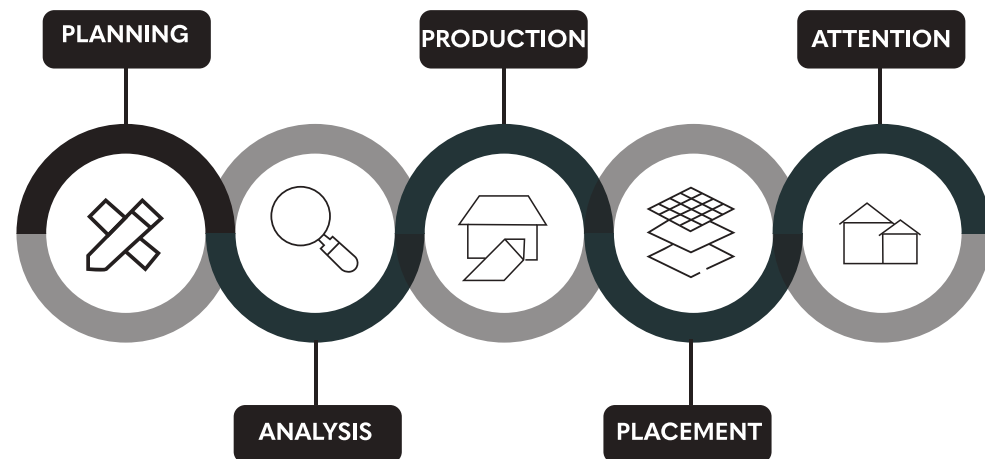 PLANNING
ANALYSIS
PRODUCTION
PLACEMENT
ATTENTION